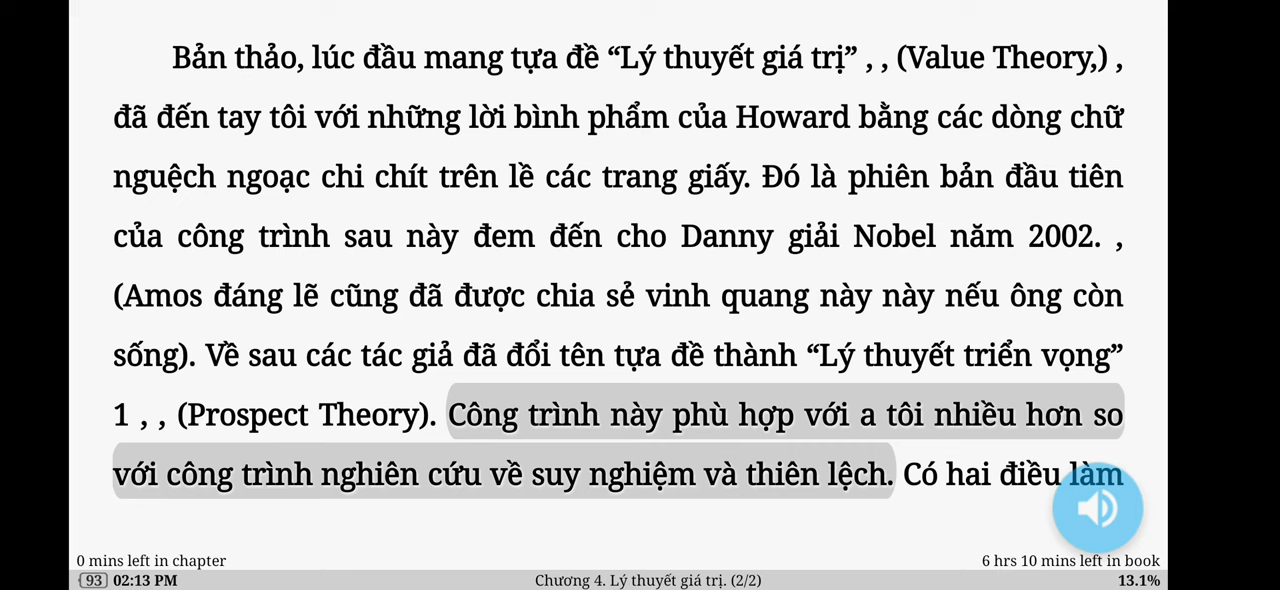 Bản thảo, lúc đầu mang tựa đề “Lý thuyết giá trị” , , (Value Theory,) ,
đã đến tay tôi với những lời bình phẩm của Howard bằng các dòng chữ
nguệch ngoạc chi chít trên lề các trang giấy. Đó là phiên bản đầu tiên
của công trình sau này đem đến cho Danny giải Nobel năm 2002. ,
(Amos đáng lẽ cũng đã được chia sẻ vinh quang này này nếu ông còn
sống). Về sau các tác giả đã đổi tên tựa đề thành “Lý thuyết triển vọng”
1 , , (Prospect Theory). Công trình này phù hợp với a tôi nhiều hơn so
với công trình nghiên cứu về suy nghiệm và thiên lệch. Có hai điều làm
0 mins left in chapter 6 hrs 10 mins left in book
93 02:13 PM Chương 4. Lý thuyết giá trị. (2/2) 13.1%